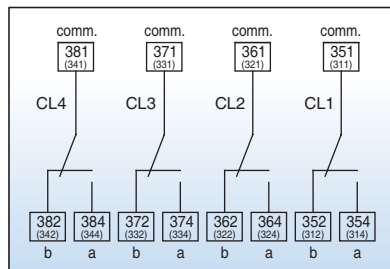 comm. comm. comm. comm.
381 371 361 351
(341) (331) (321) (311)
CL4 CL3 CL2 CL1
382 384 372 374 362 364 352 354
(342) (344) (332) (334) (322) (324) (312) (314)
b a b a b a b a